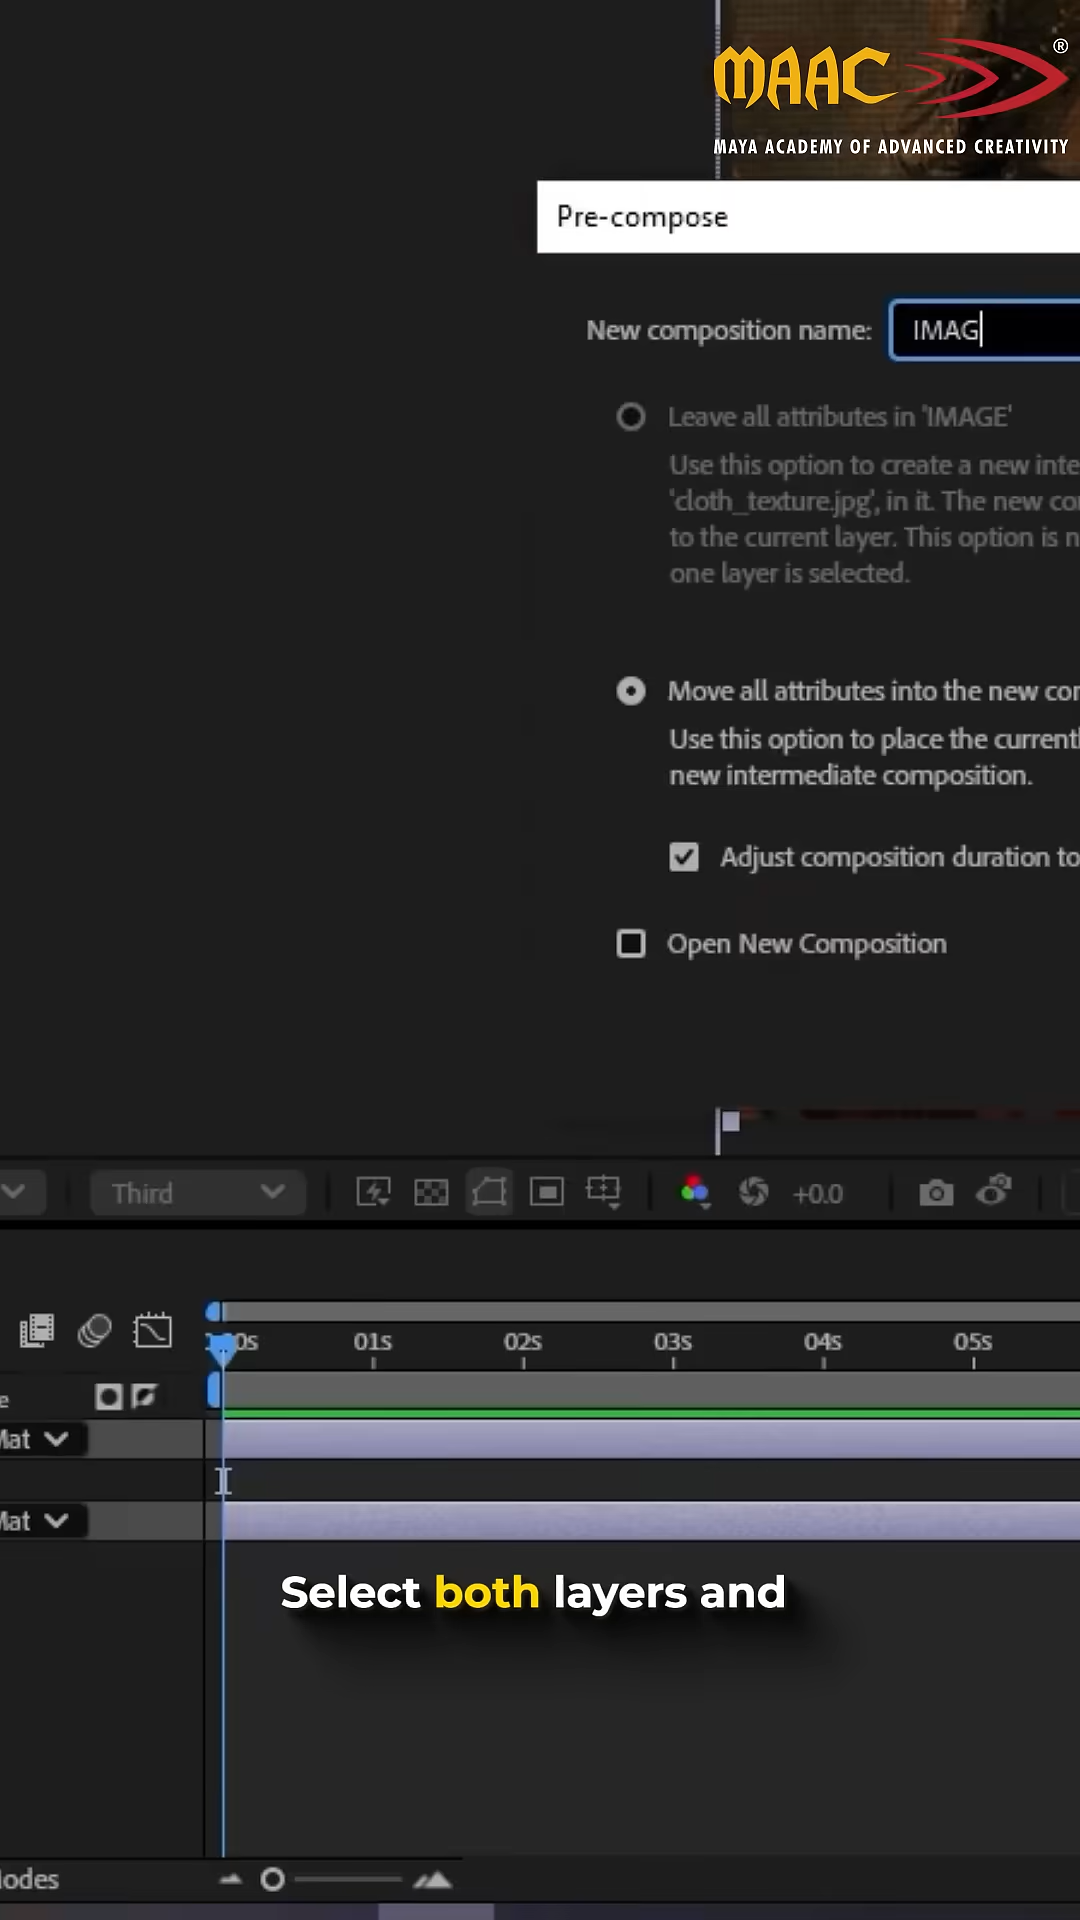 MAAC
®
MAYA ACADEMY OF ADVANCED CREATIVITY
Pre-compose
New composition name: IMAG
Leave all attributes in 'IMAGE'
Use this option to create a new inte
'cloth_texture.jpg', in it. The new co
to the current layer. This option is n
one layer is selected.
Move all attributes into the new co
Use this option to place the current
new intermediate composition.
Adjust composition duration to
Open New Composition
Third
+0.0
0s 01s 02s 03s 04s 05s
e
Mat
Mat
Select both layers and
odes